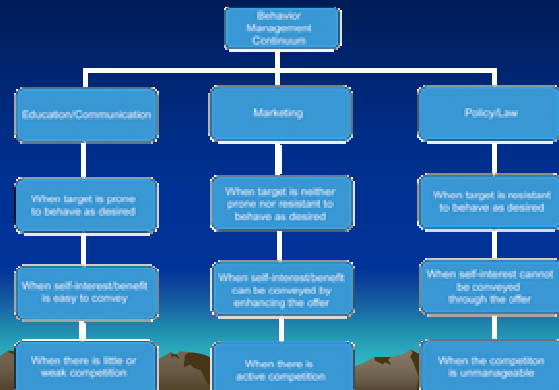 Behavior
Management
Continuum
Education/Communication
Marketing
Policy/Law
When target is prone
to behave as desired
When target is neither
prone nor resistant to
behave as desired
When target is resistant
to behave as desired
When self-interest/benefit
is easy to convey
When self-interest/benefit
can be conveyed by
enhancing the offer
When self-interest cannot
be conveyed
through the offer
When there is little or
weak competition
When there is
active competition
When the competiton
is unmanageable